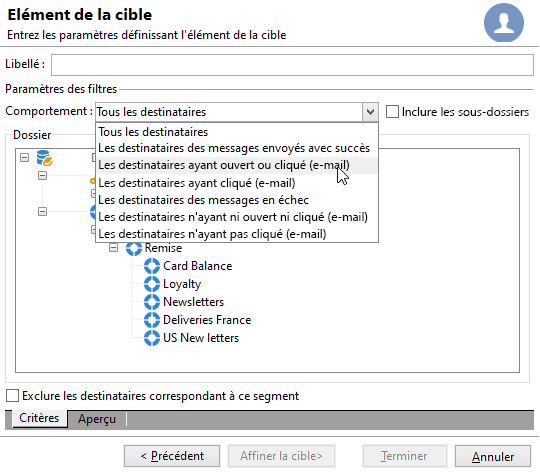 Elément de la cible
Entrez les paramètres définissant l'elément de la cible
Libellé :
Paramètres des filtres
Comportement : Tous les destinataires Inclure les sous-dossiers
Dossier
Tous les destinataires
Les destinataires des messages envoyés avec succès
Les destinataires ayant ouvert ou cliqué (e-mail)
Les destinataires ayant cliqué (e-mail)
Les destinataires des messages en échec
Les destinataires n'ayant ni ouvert ni cliqué (e-mail)
Les destinataires n'ayant pas cliqué (e-mail)
Remise
Card Balance
Loyalty
Newsletters
Deliveries France
US New letters
Exclure les destinataires correspondant à ce segment
Critères Aperçu
< Précédent Affiner la cible> Terminer Annuler